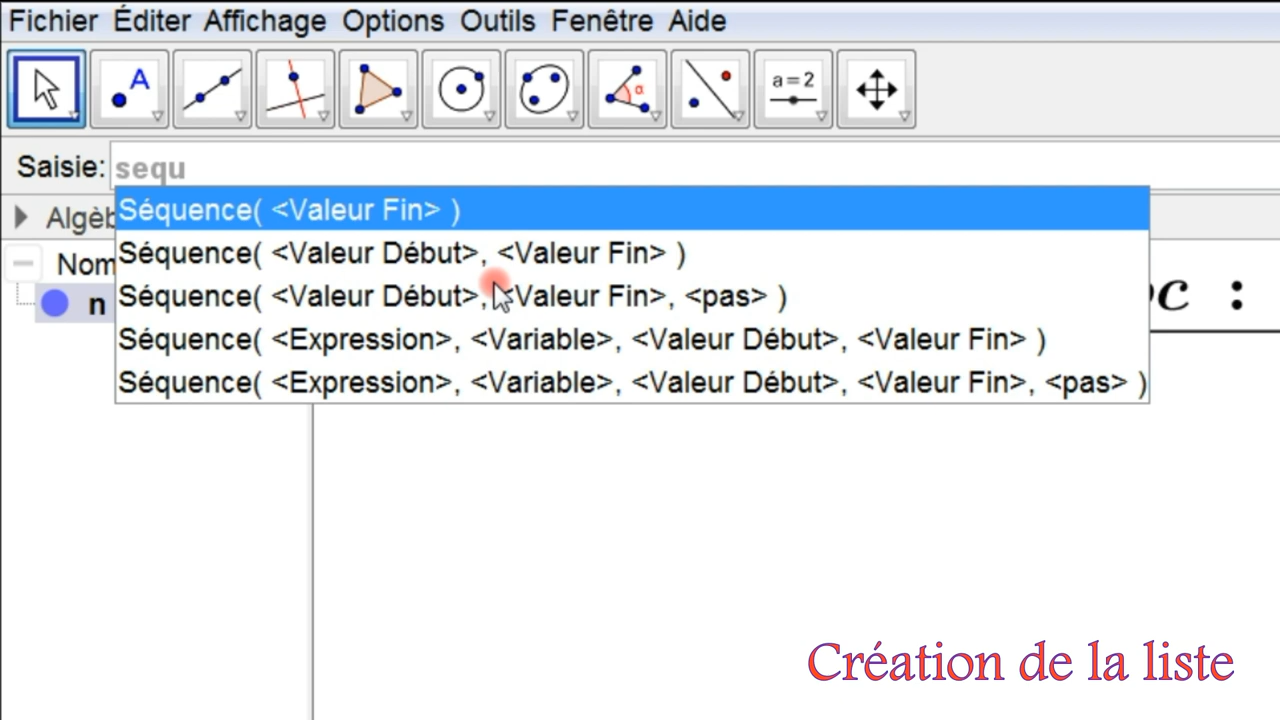 Fichier Éditer Affichage Options Outils Fenêtre Aide
A
α
a=2
Saisie: sequ
Séquence( <Valeur Fin> )
Séquence( <Valeur Début>, <Valeur Fin> )
Séquence( <Valeur Début>, <Valeur Fin>, <pas> )
Séquence( <Expression>, <Variable>, <Valeur Début>, <Valeur Fin> )
Séquence( <Expression>, <Variable>, <Valeur Début>, <Valeur Fin>, <pas> )
n
c :
Création de la liste